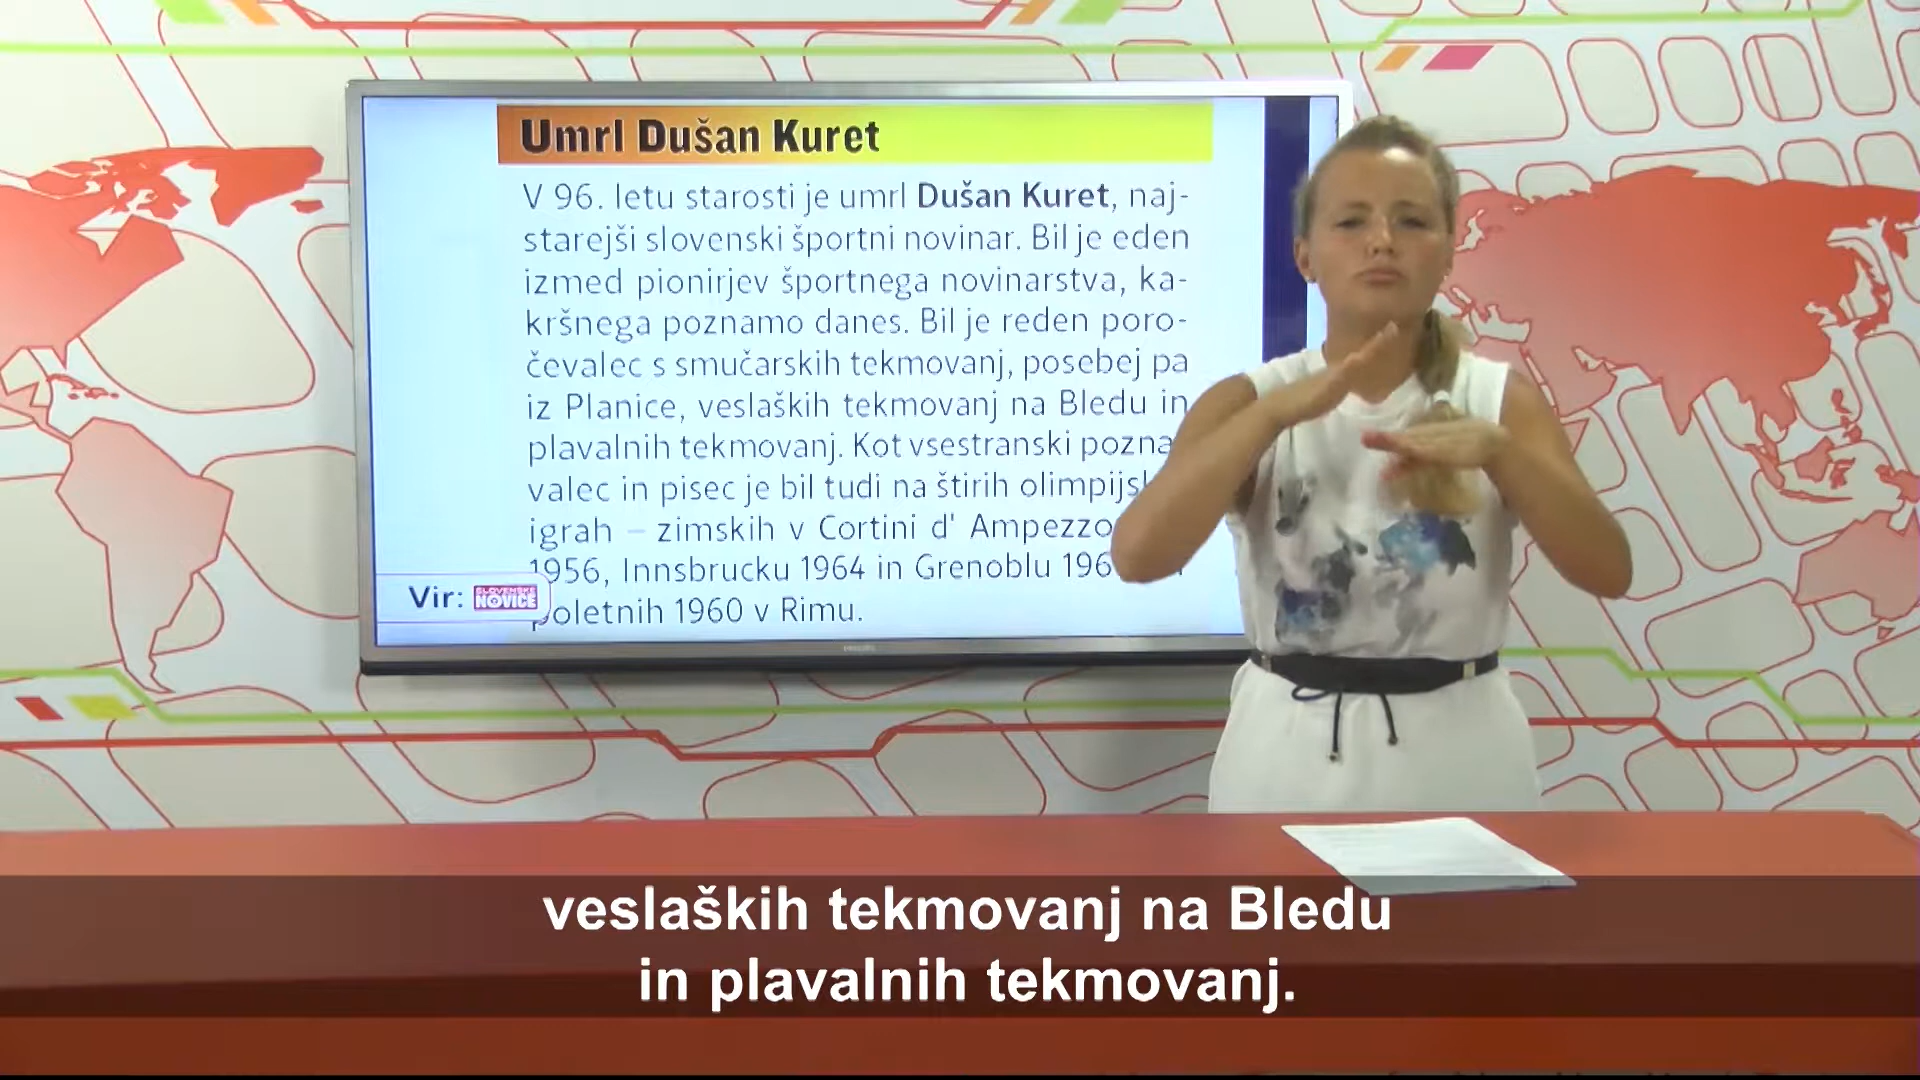 Umrl Dušan Kuret
V 96. letu starosti je umrl Dušan Kuret, naj-
starejši slovenski športni novinar. Bil je eden
izmed pionirjev športnega novinarstva, ka-
kršnega poznamo danes. Bil je reden poro-
čevalec s smučarskih tekmovanj, posebej pa
iz Planice, veslaških tekmovanj na Bledu in
plavalnih tekmovanj. Kot vsestranski pozna
valec in pisec je bil tudi na štirih
igrah – zimskih v Cortini d' Ampezzo
1956, Innsbrucku 1964 in Grenoblu
poletnih 1960 v Rimu.
Vir: SLOVENSKE NOVICE
PHILIPS
veslaških tekmovanj na Bledu
in plavalnih tekmovanj.